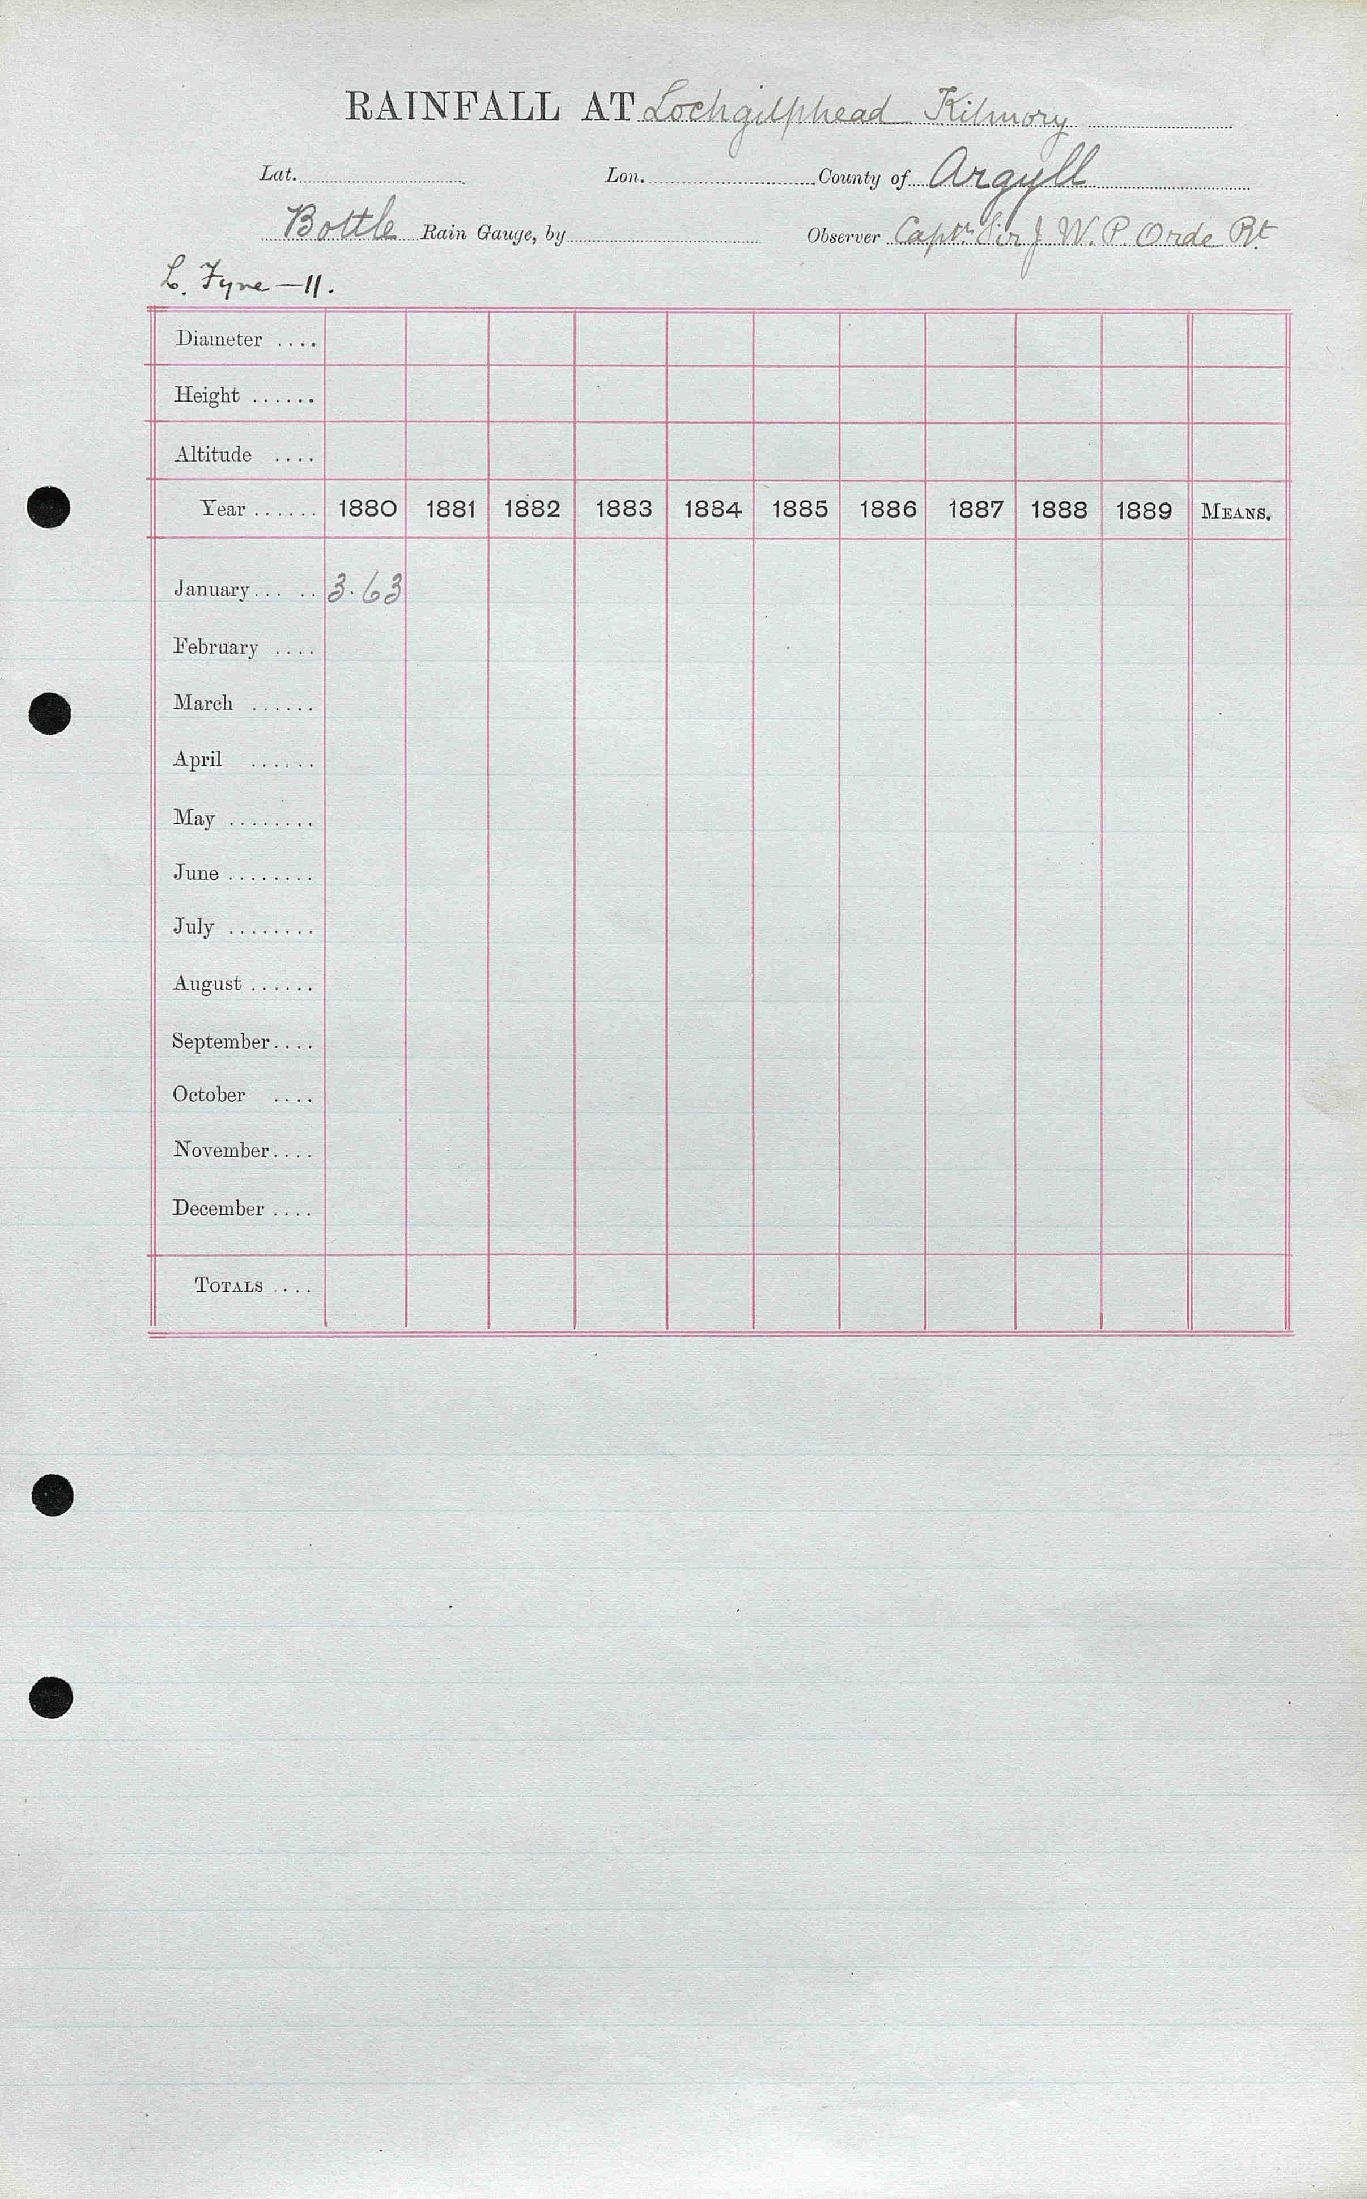 RAINFALL AT Lochgilphead Kilmory
Lat. Lon. County of Argyll
Bottle Rain Gauge, by Observer Captn Sir J. W. P. Orde Bt
L. Fyne — 11.
Diameter ....
Height ......
Altitude ....
Year ...... 1880 1881 1882 1883 1884 1885 1886 1887 1888 1889 MEANS.
January... .. 3.63
February ....
March ......
April ......
May ........
June ........
July ........
August ......
September....
October ....
November....
December ....
TOTALS ....